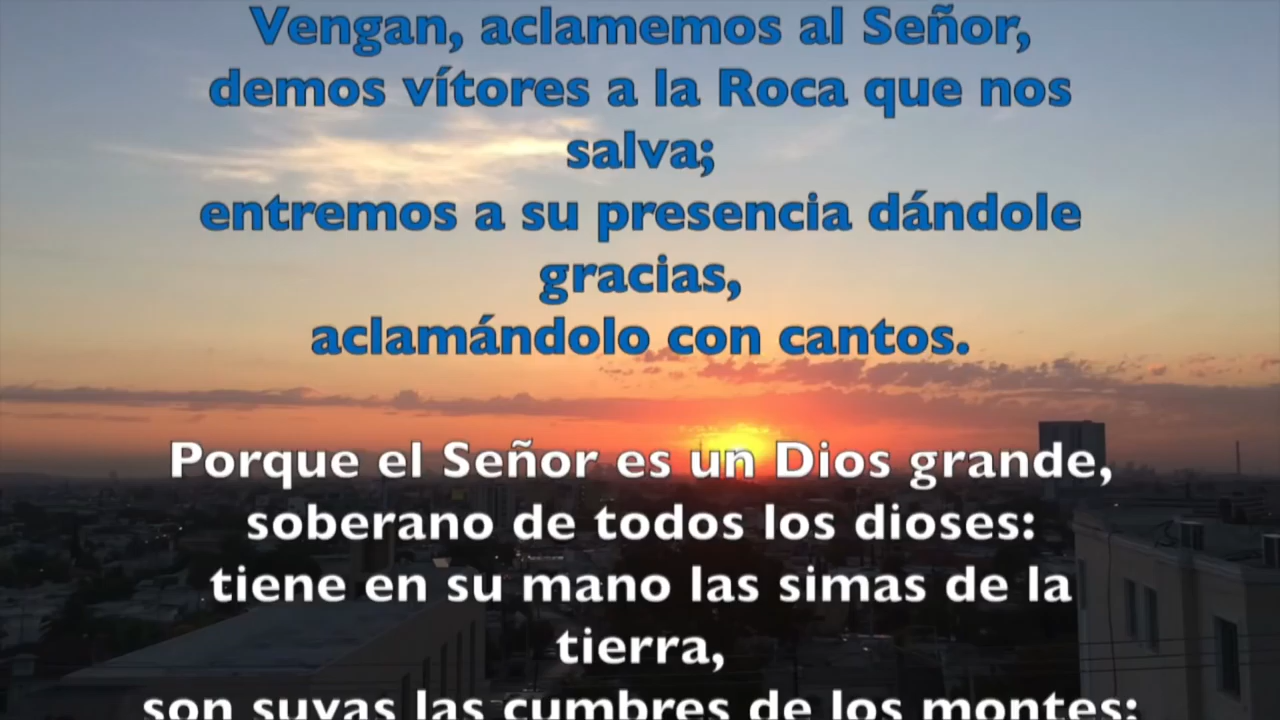 Vengan, aclamemos al Señor,
demos vítores a la Roca que nos
salva;
entremos a su presencia dándole
gracias,
aclamándolo con cantos.
Porque el Señor es un Dios grande,
soberano de todos los dioses:
tiene en su mano las simas de la
tierra,
son suyas las cumbres de los montes;